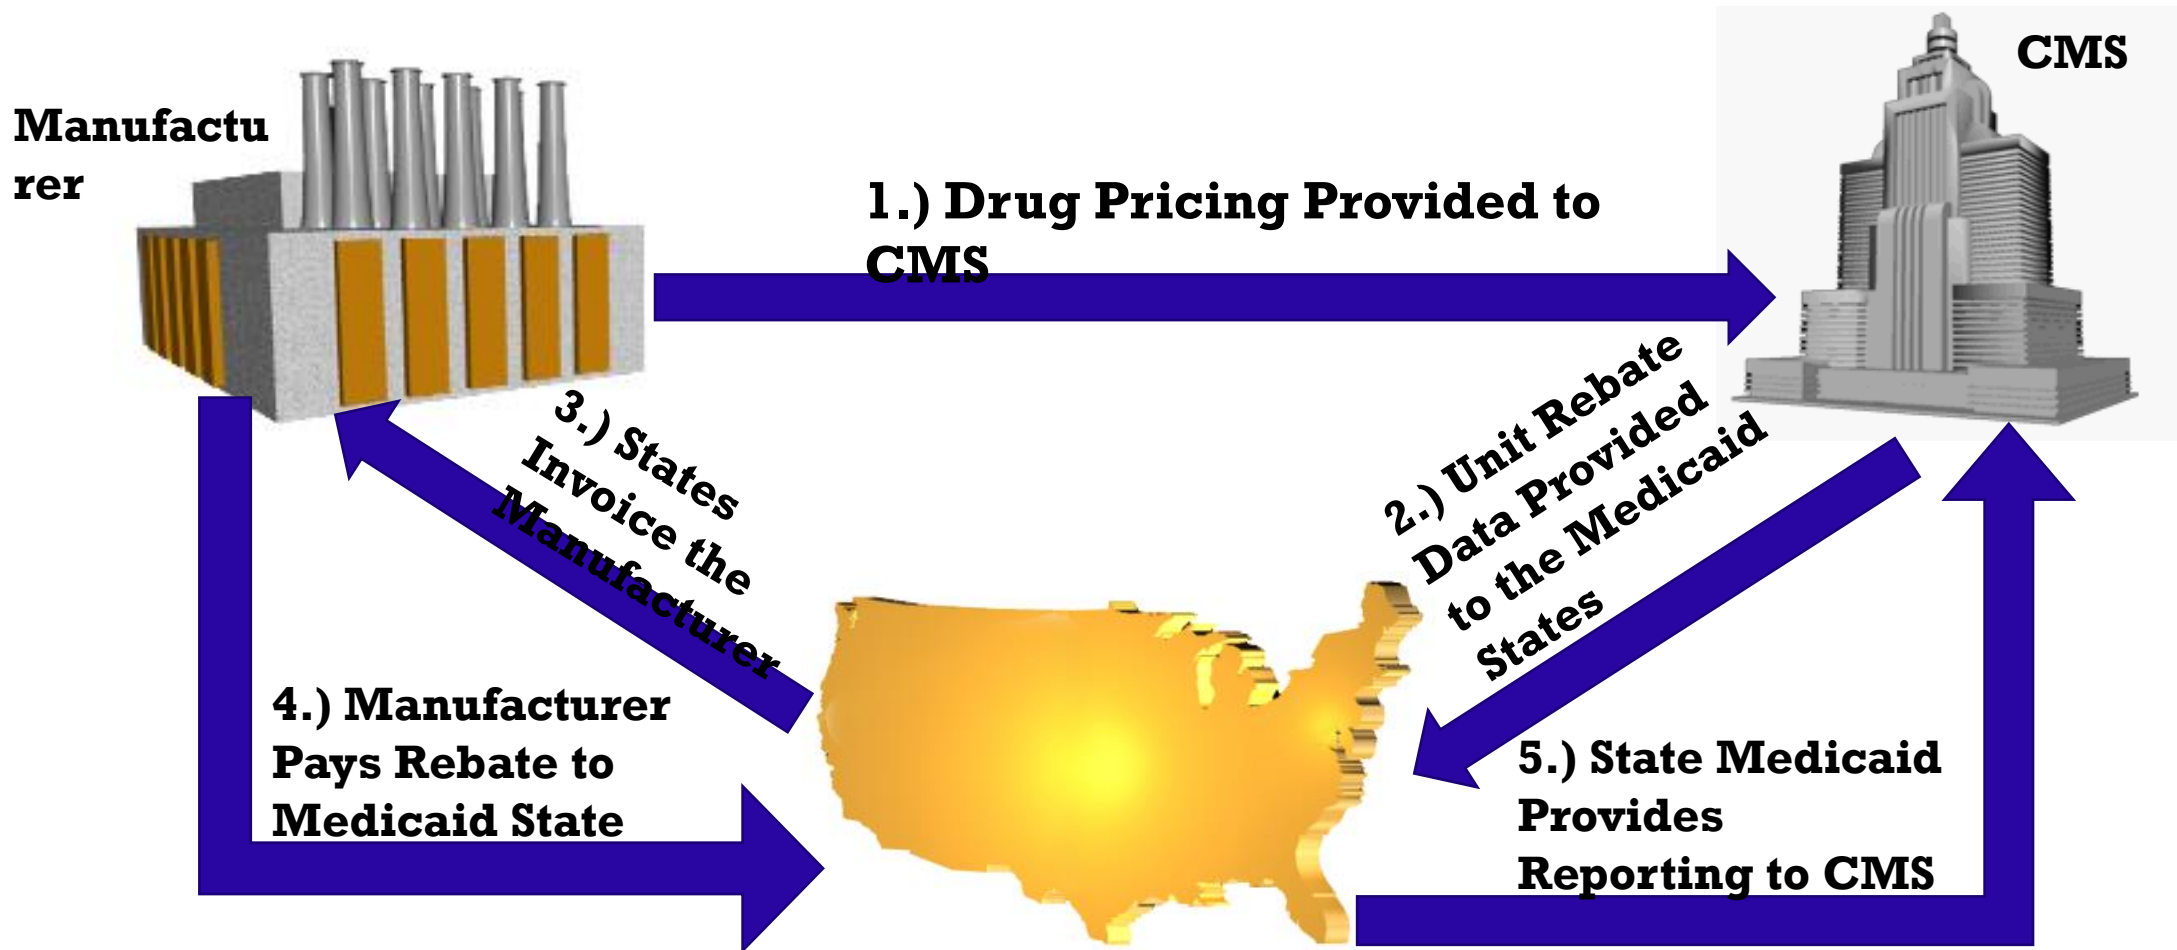 Manufactu
rer
CMS
1.) Drug Pricing Provided to
CMS
2.) Unit Rebate
Data Provided
to the Medicaid
States
3.) States
Invoice the
Manufacturer
4.) Manufacturer
Pays Rebate to
Medicaid State
5.) State Medicaid
Provides
Reporting to CMS